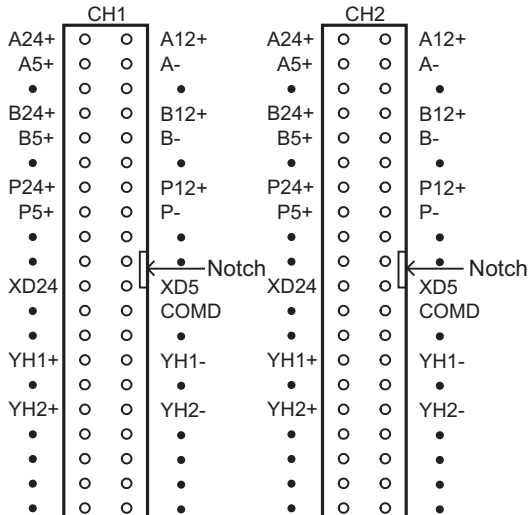 CH1 CH2
A24+ A12+ A24+ A12+
A5+ A- A5+ A-
• • • •
B24+ B12+ B24+ B12+
B5+ B- B5+ B-
• • • •
P24+ P12+ P24+ P12+
P5+ P- P5+ P-
• • • •
• • Notch • • Notch
XD24 XD5 XD24 XD5
• COMD • COMD
• • • •
YH1+ YH1- YH1+ YH1-
• • • •
YH2+ YH2- YH2+ YH2-
• • • •
• • • •
• • • •
• • • •